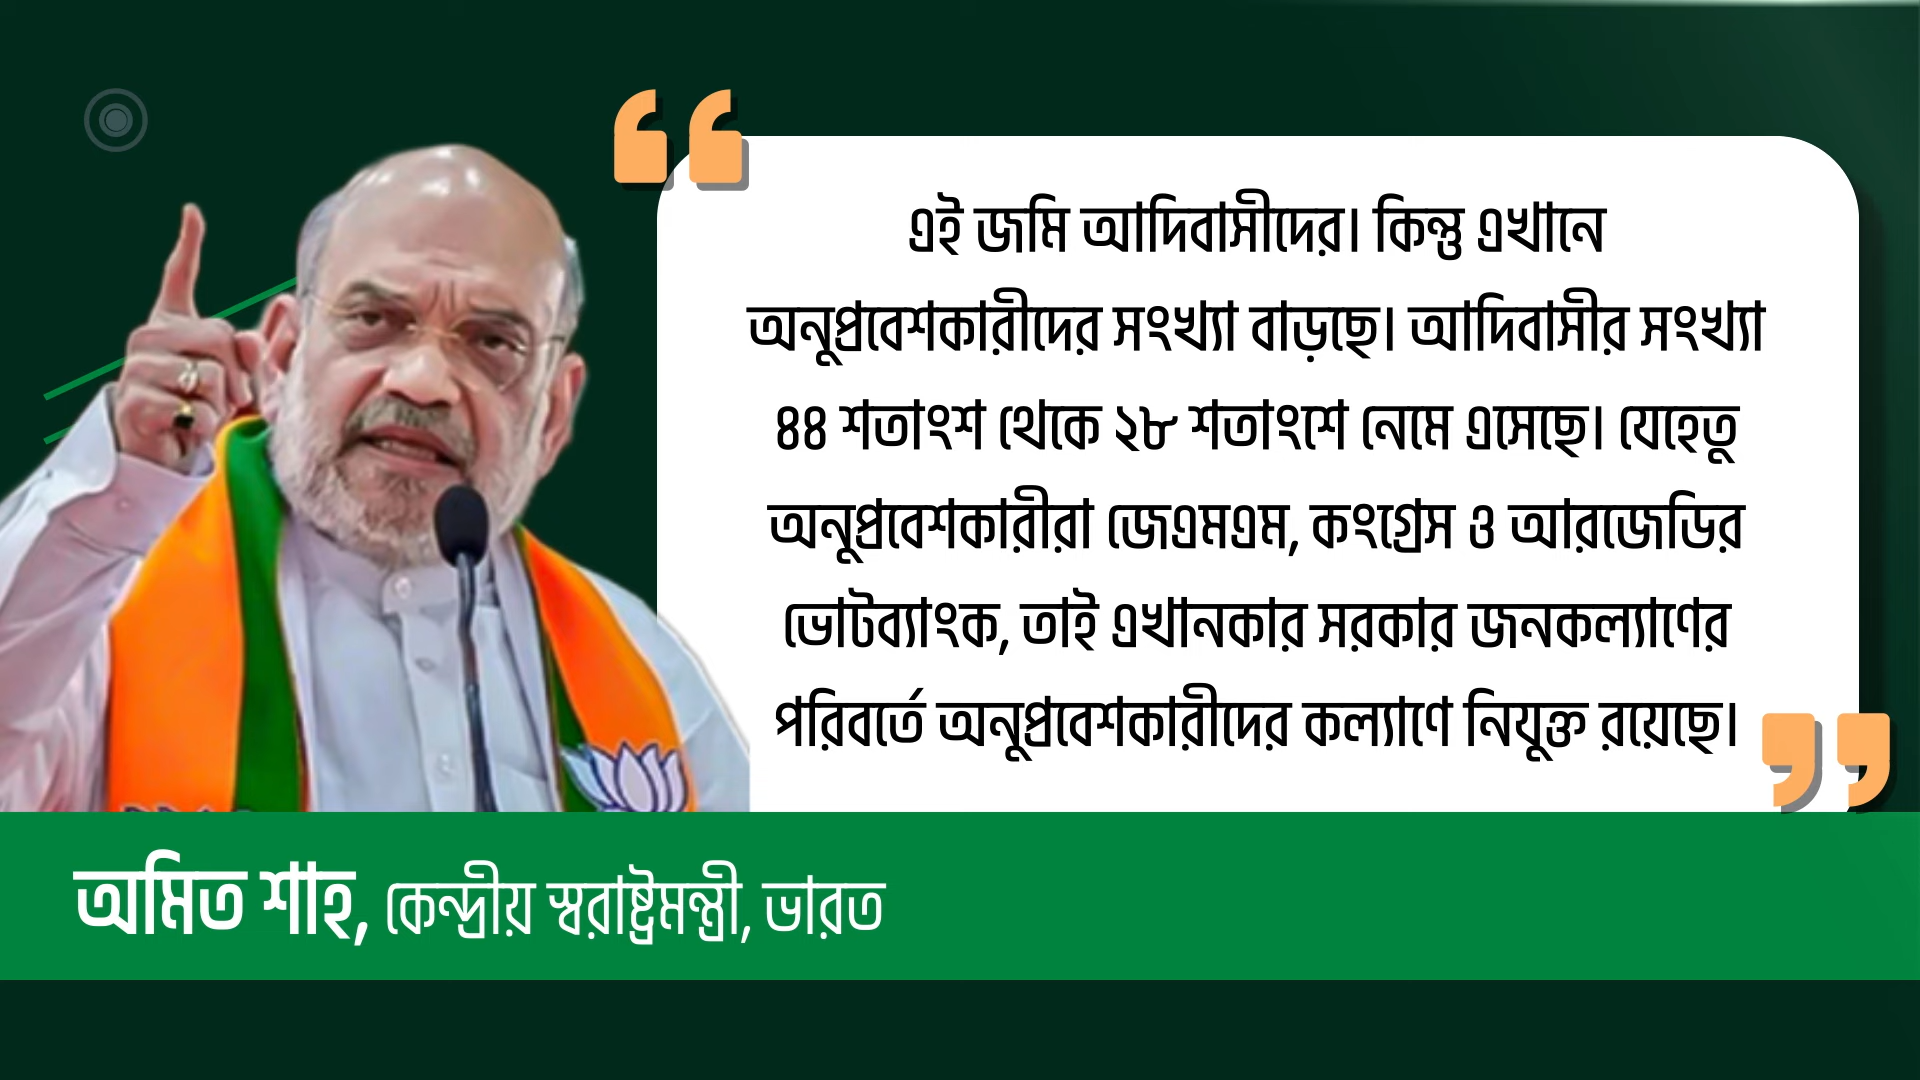 এই জমি আদিবাসীদের। কিন্তু এখানে
অনুপ্রবেশকারীদের সংখ্যা বাড়ছে। আদিবাসীর সংখ্যা
৪৪ শতাংশ থেকে ২৮ শতাংশে নেমে এসেছে। যেহেতু
অনুপ্রবেশকারীরা জেএমএম, কংগ্রেস ও আরজেডির
ভোটব্যাংক, তাই এখানকার সরকার জনকল্যাণের
পরিবর্তে অনুপ্রবেশকারীদের কল্যাণে নিযুক্ত রয়েছে।
অমিত শাহ, কেন্দ্রীয় স্বরাষ্ট্রমন্ত্রী, ভারত